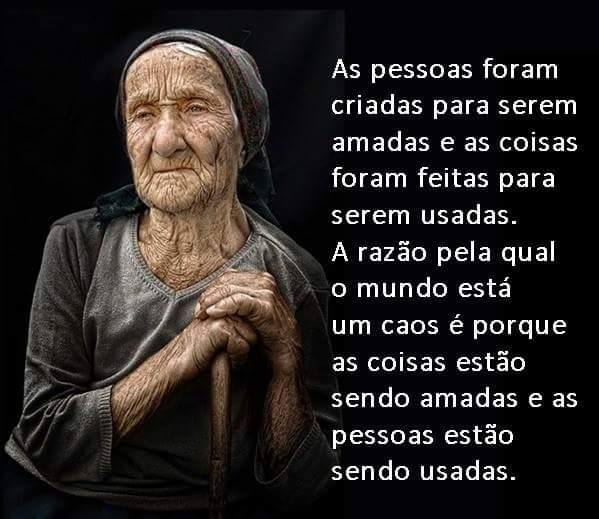 As pessoas foram
criadas para serem
amadas e as coisas
foram feitas para
serem usadas.
A razão pela qual
o mundo está
um caos é porque
as coisas estão
sendo amadas e as
pessoas estão
sendo usadas.